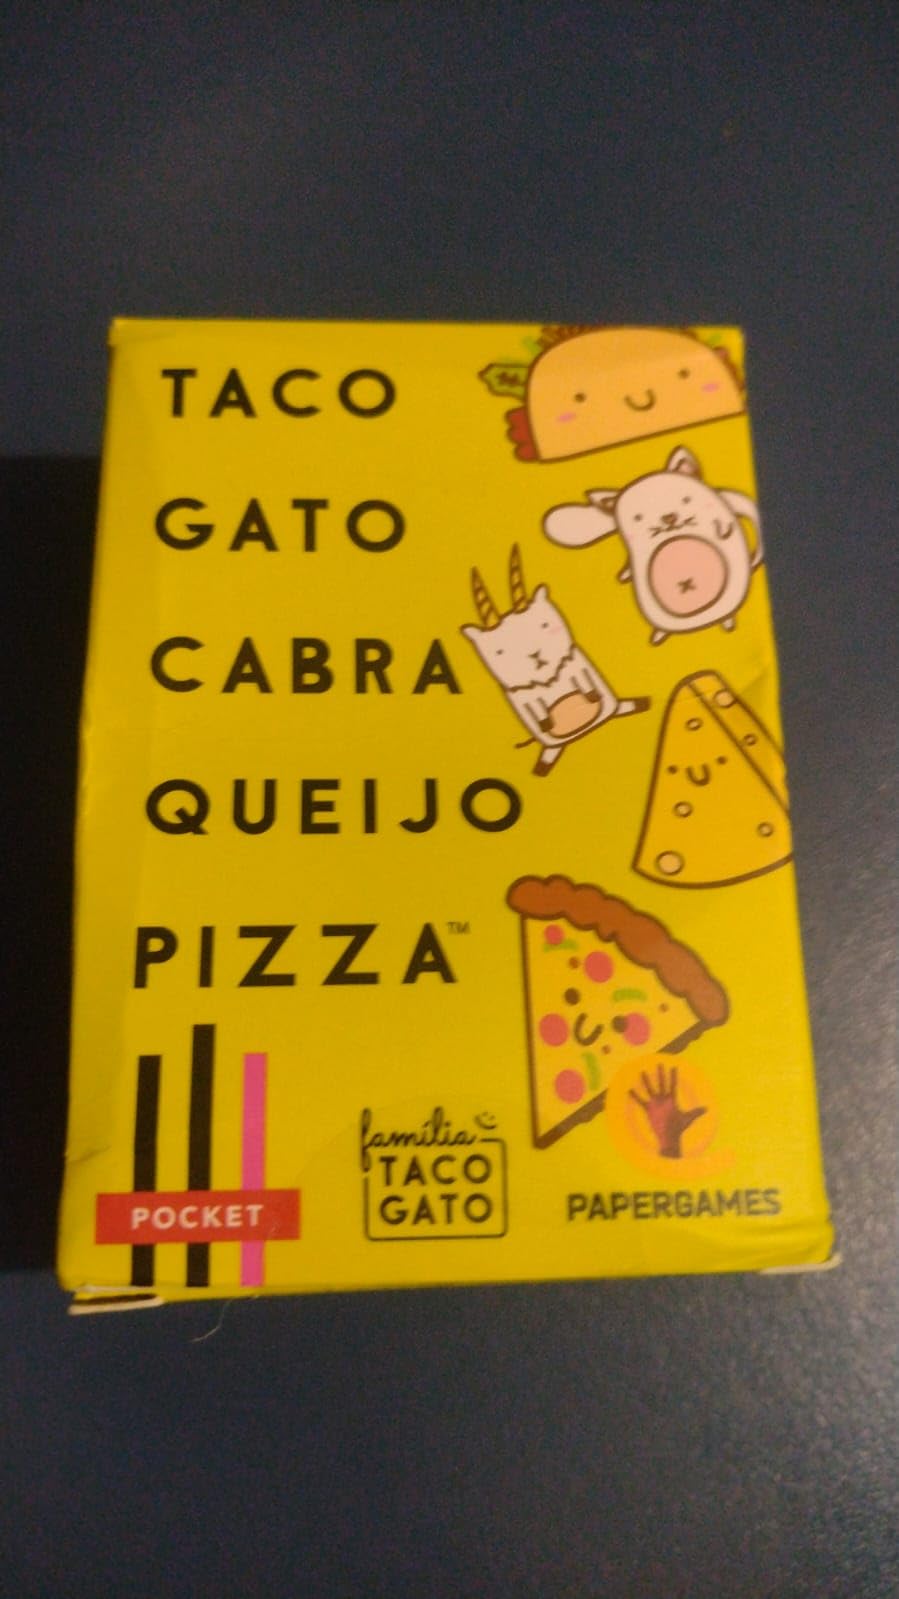 TACO
GATO
CABRA
QUEIJO
PIZZA™
POCKET
família
TACO
GATO
PAPERGAMES